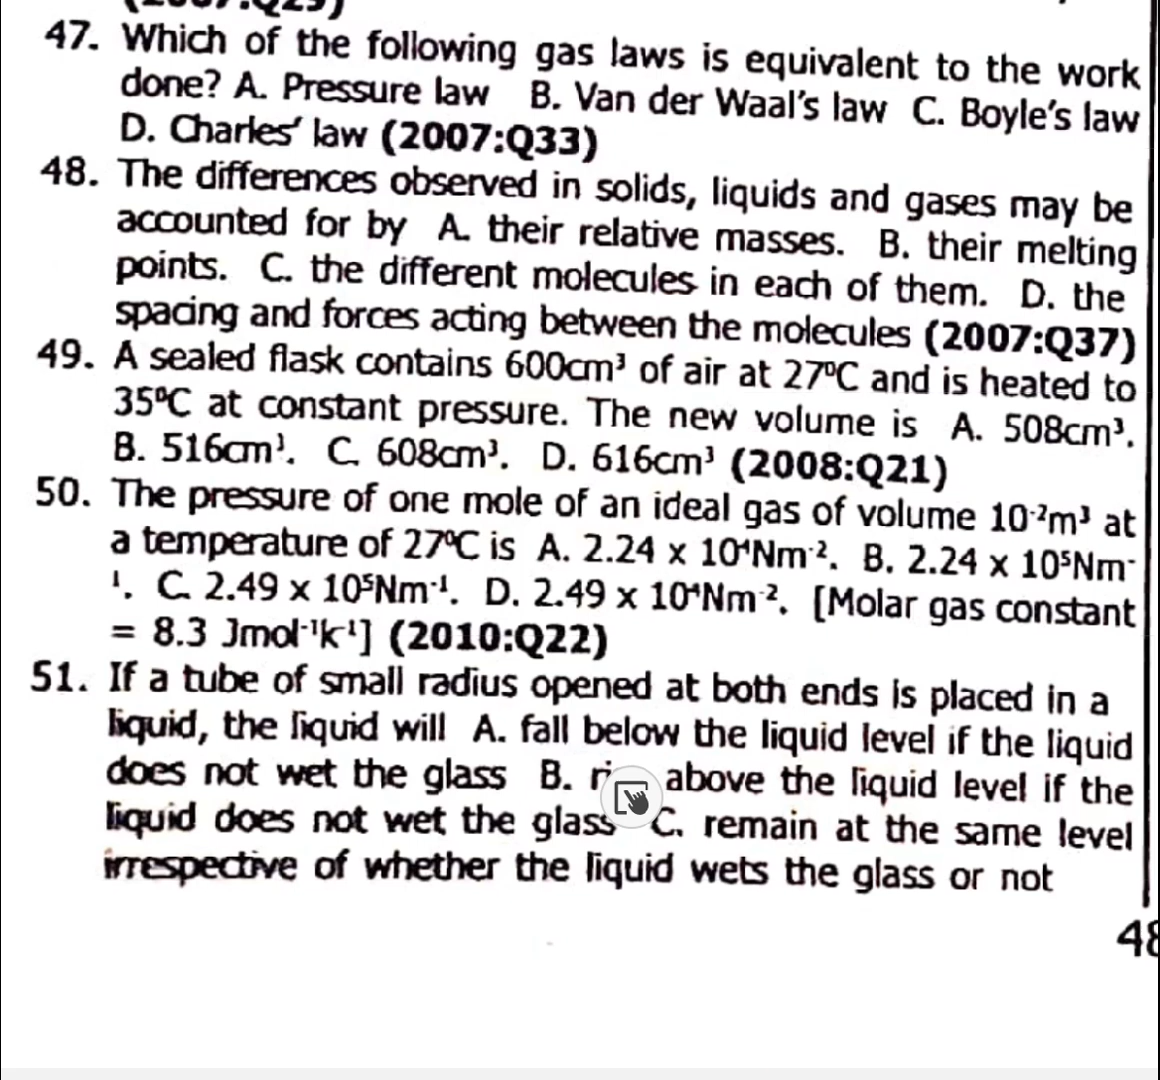 47. Which of the following gas laws is equivalent to the work
done? A. Pressure law B. Van der Waal's law C. Boyle's law
D. Charles' law (2007:Q33)
48. The differences observed in solids, liquids and gases may be
accounted for by A. their relative masses. B. their melting
points. C. the different molecules in each of them. D. the
spacing and forces acting between the molecules (2007:Q37)
49. A sealed flask contains 600cm³ of air at 27⁰C and is heated to
35⁰C at constant pressure. The new volume is A. 508cm³.
B. 516cm³. C. 608cm³. D. 616cm³ (2008:Q21)
50. The pressure of one mole of an ideal gas of volume 10⁻²m³ at
a temperature of 27⁰C is A. 2.24 x 10⁴Nm⁻². B. 2.24 x 10⁵Nm⁻
¹. C. 2.49 x 10⁵Nm⁻¹. D. 2.49 x 10⁴Nm⁻². [Molar gas constant
= 8.3 Jmol⁻¹k⁻¹] (2010:Q22)
51. If a tube of small radius opened at both ends is placed in a
liquid, the liquid will A. fall below the liquid level if the liquid
does not wet the glass B. above the liquid level if the
liquid does not wet the glass C. remain at the same level
irrespective of whether the liquid wets the glass or not
48